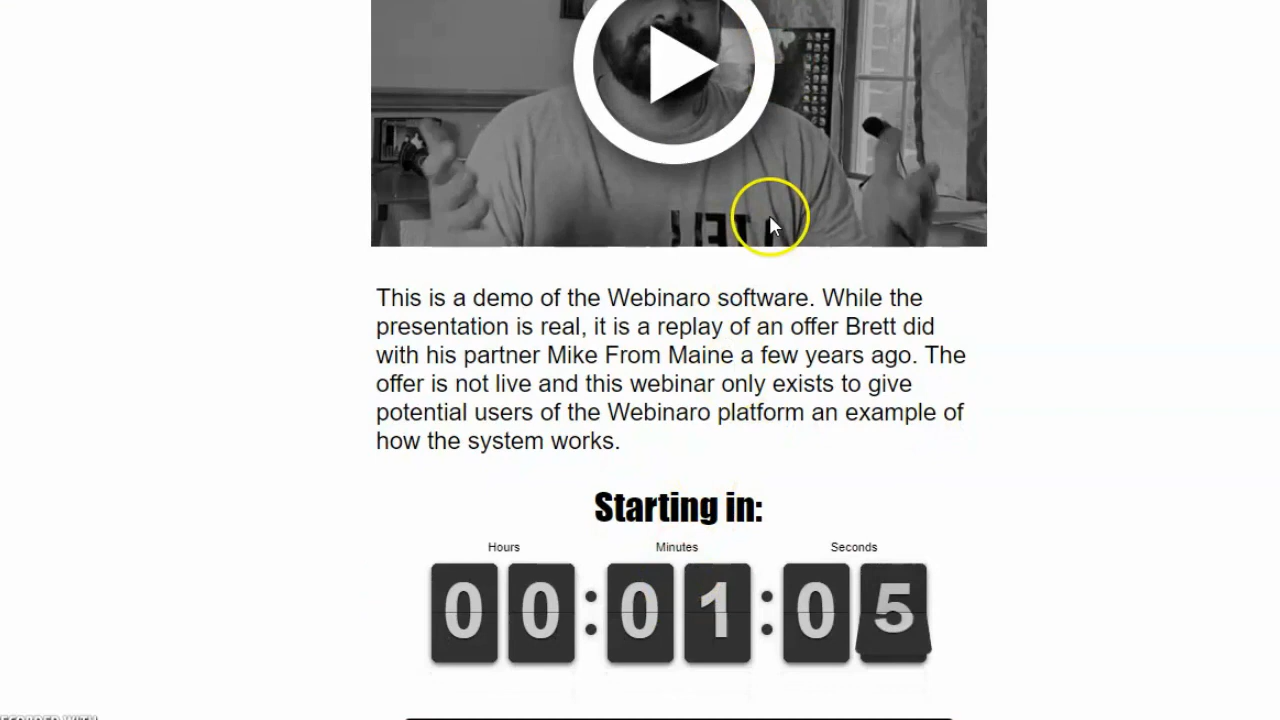 This is a demo of the Webinaro software. While the
presentation is real, it is a replay of an offer Brett did
with his partner Mike From Maine a few years ago. The
offer is not live and this webinar only exists to give
potential users of the Webinaro platform an example of
how the system works.
Starting in:
Hours Minutes Seconds
00:01:05